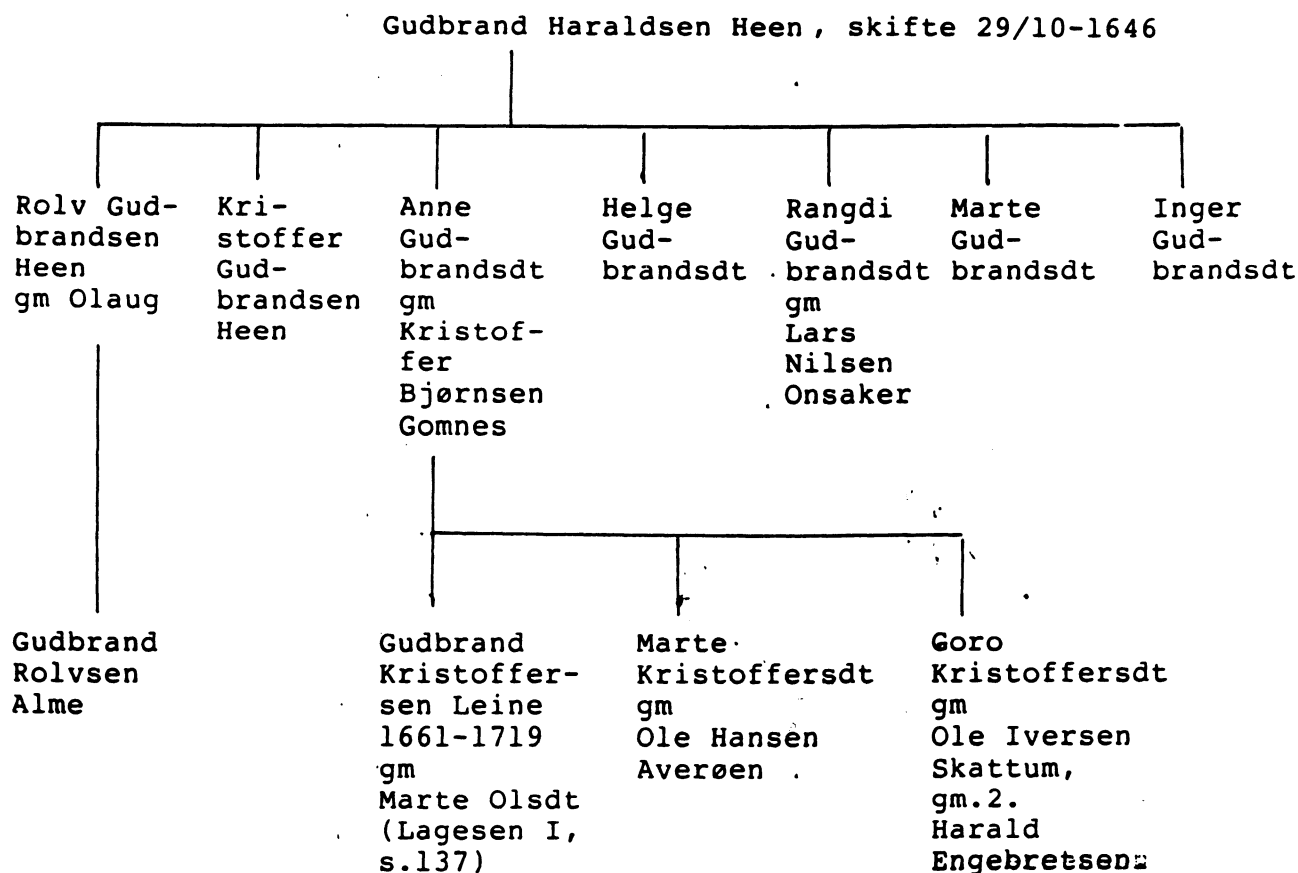 Gudbrand Haraldsen Heen, skifte 29/10-1646
Rolv Gud-
brandsen
Heen
gm Olaug
Kri-
stoffer
Gud-
brandsen
Heen
Anne
Gud-
brandsdt
gm
Kristof-
fer
Bjørnsen
Gomnes
Helge
Gud-
brandsdt
Rangdi
Gud-
brandsdt
gm
Lars
Nilsen
Onsaker
Marte
Gud-
brandsdt
Inger
Gud-
brandsdt
Gudbrand
Rolvsen
Alme
Gudbrand
Kristoffer-
sen Leine
1661-1719
gm
Marte Olsdt
(Lagesen I,
s.137)
Marte
Kristoffersdt
gm
Ole Hansen
Averøen
Goro
Kristoffersdt
gm
Ole Iversen
Skattum,
gm.2.
Harald
Engebretsen